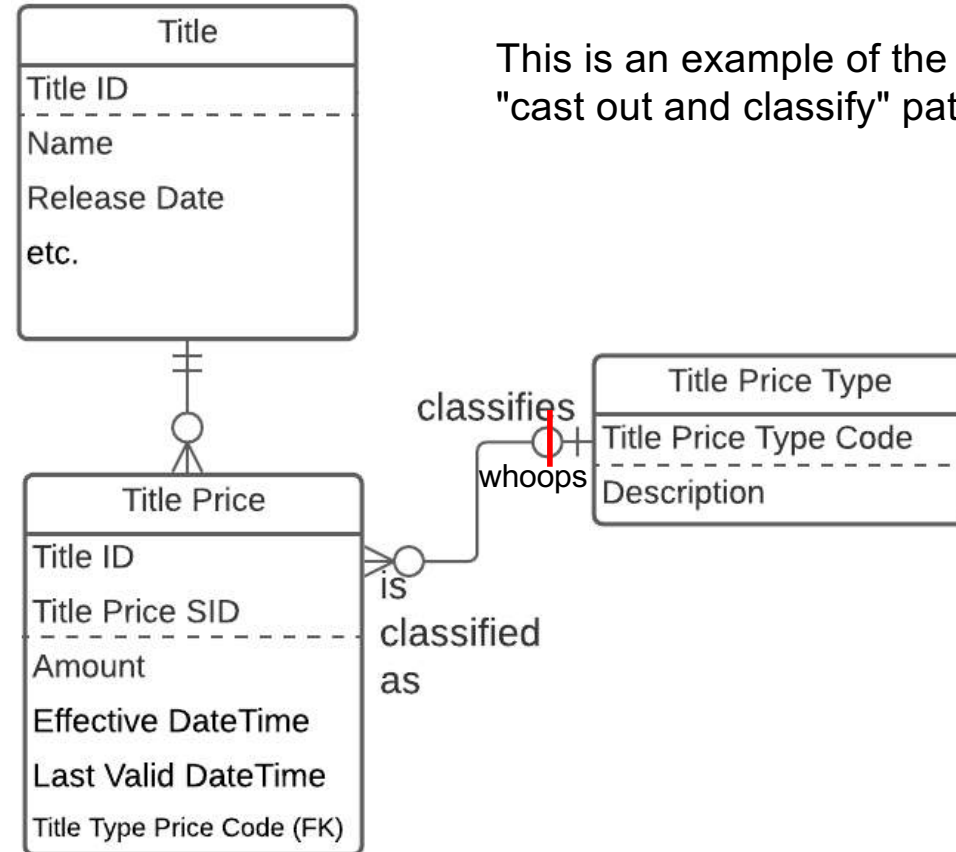 Title
Title ID
Name
Release Date
etc.
This is an example of the
"cast out and classify"
classifies
whoops
Title Price Type
Title Price Type Code
Description
Title Price
Title ID
Title Price SID
Amount
Effective DateTime
Last Valid DateTime
Title Type Price Code (FK)
is
classified
as